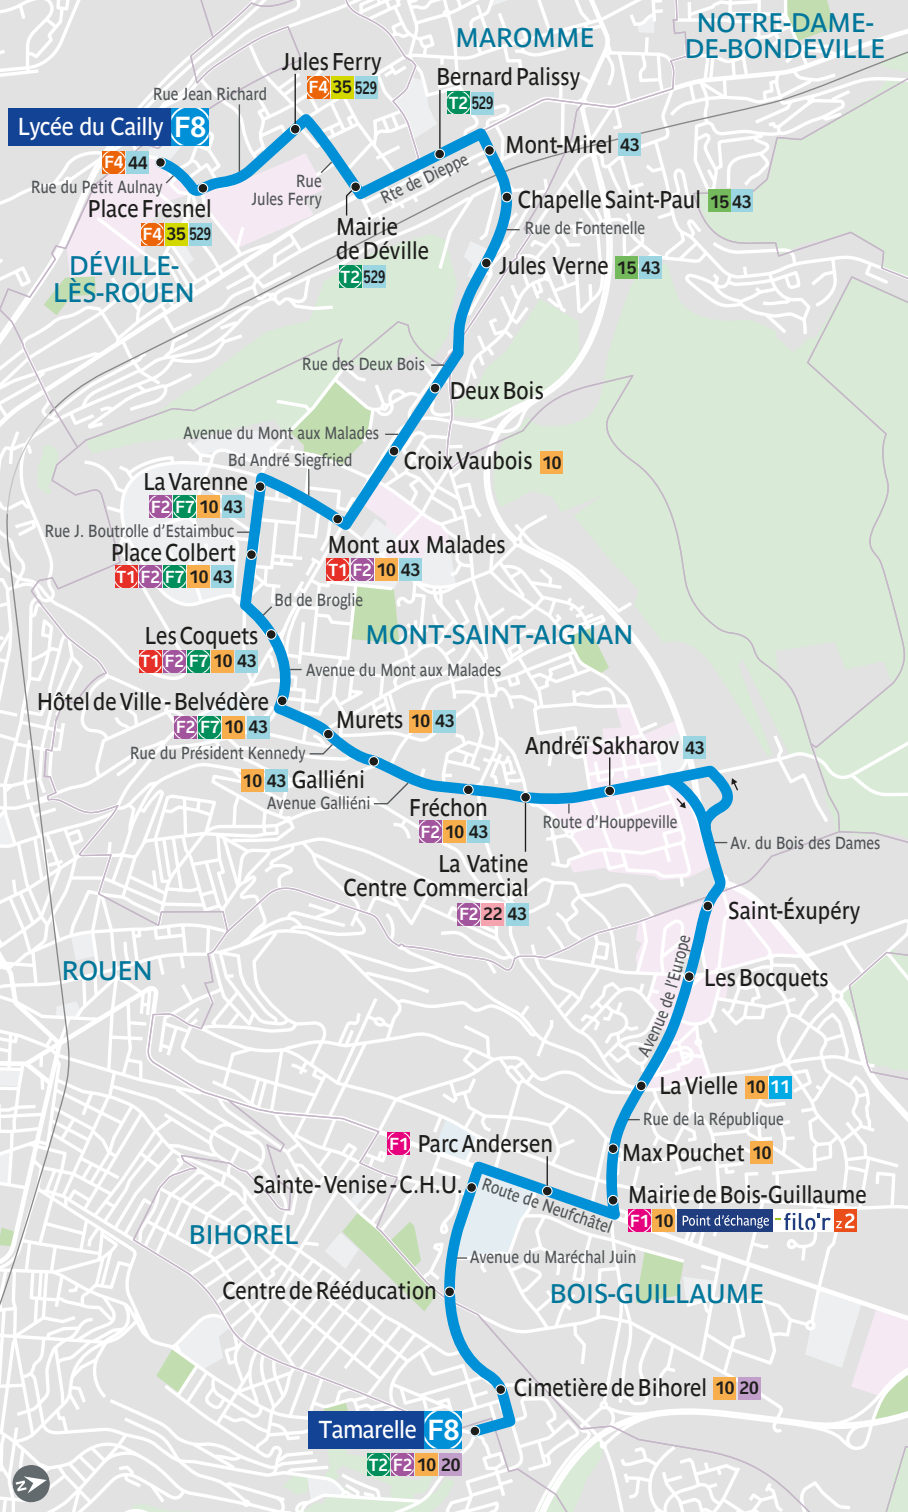 NOTRE-DAME-
DE-BONDEVILLE
MAROMME
Jules Ferry
F4 35 529
Bernard Palissy
T2 529
Rue Jean Richard
Lycée du Cailly F8
F4 44
Mont-Mirel 43
Rue du Petit Aulnay
Rue
Jules Ferry
Rte de Dieppe
Place Fresnel
F4 35 529
Chapelle Saint-Paul 15 43
Rue de Fontenelle
Mairie
de Déville
T2 529
DÉVILLE-
LÈS-ROUEN
Jules Verne 15 43
Rue des Deux Bois
Deux Bois
Avenue du Mont aux Malades
Bd André Siegfried
Croix Vaubois 10
La Varenne
F2 F7 10 43
Rue J. Boutrolle d'Estaimbuc
Place Colbert
T1 F2 F7 10 43
Mont aux Malades
T1 F2 10 43
Bd de Broglie
Les Coquets
T1 F2 F7 10 43
MONT-SAINT-AIGNAN
Avenue du Mont aux Malades
Hôtel de Ville - Belvédère
F2 F7 10 43
Murets 10 43
Rue du Président Kennedy
Andréï Sakharov 43
10 43 Galliéni
Avenue Galliéni
Fréchon
F2 10 43
Route d'Houppeville
Av. du Bois des Dames
La Vatine
Centre Commercial
F2 22 43
Saint-Éxupéry
ROUEN
Avenue de l'Europe
Les Bocquets
La Vielle 10 11
Rue de la République
F1 Parc Andersen
Max Pouchet 10
Sainte-Venise-C.H.U.
Route de Neufchâtel
Mairie de Bois-Guillaume
F1 10 Point d'échange filo'r z2
BIHOREL
Avenue du Maréchal Juin
Centre de Rééducation
BOIS-GUILLAUME
Cimetière de Bihorel 10 20
Tamarelle F8
T2 F2 10 20
Z